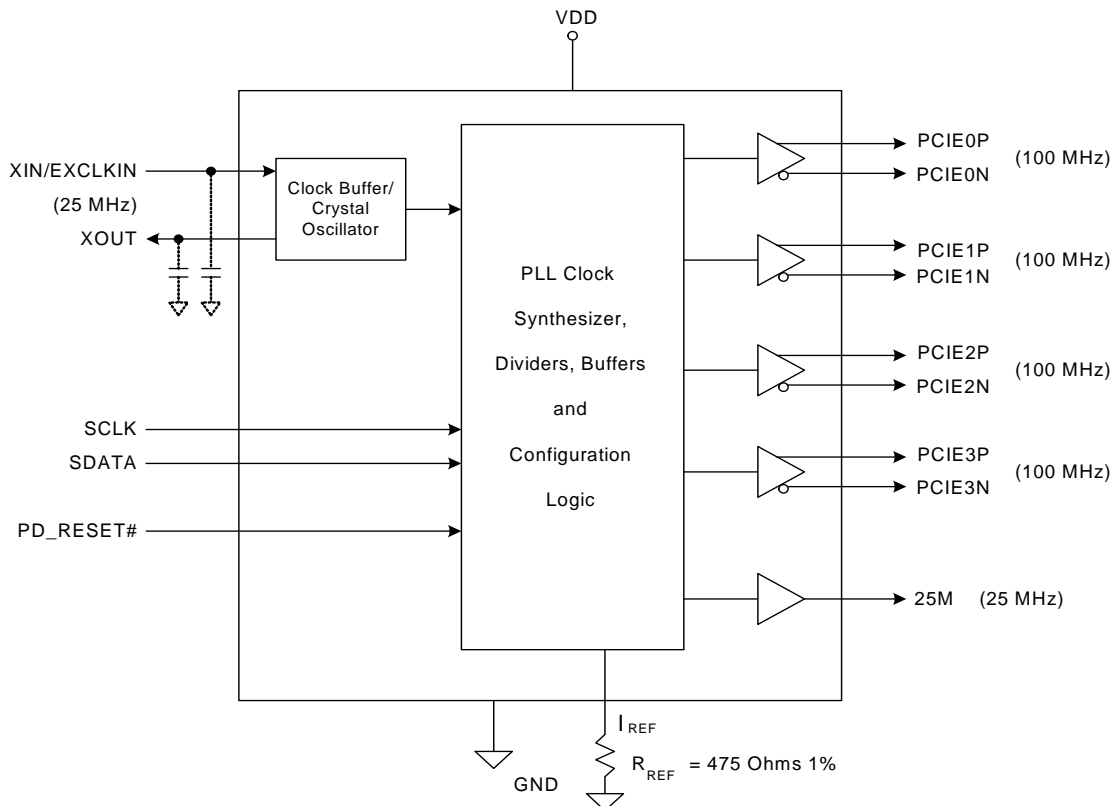 VDD
XIN/EXCLKIN
(25 MHz)
XOUT
Clock Buffer/
Crystal
Oscillator
SCLK
SDATA
PD_RESET#
PLL Clock
Synthesizer,
Dividers, Buffers
and
Configuration
Logic
PCIE0P
(100 MHz)
PCIE0N
PCIE1P
(100 MHz)
PCIE1N
PCIE2P
(100 MHz)
PCIE2N
PCIE3P
(100 MHz)
PCIE3N
25M (25 MHz)
IREF
RREF = 475 Ohms 1%
GND